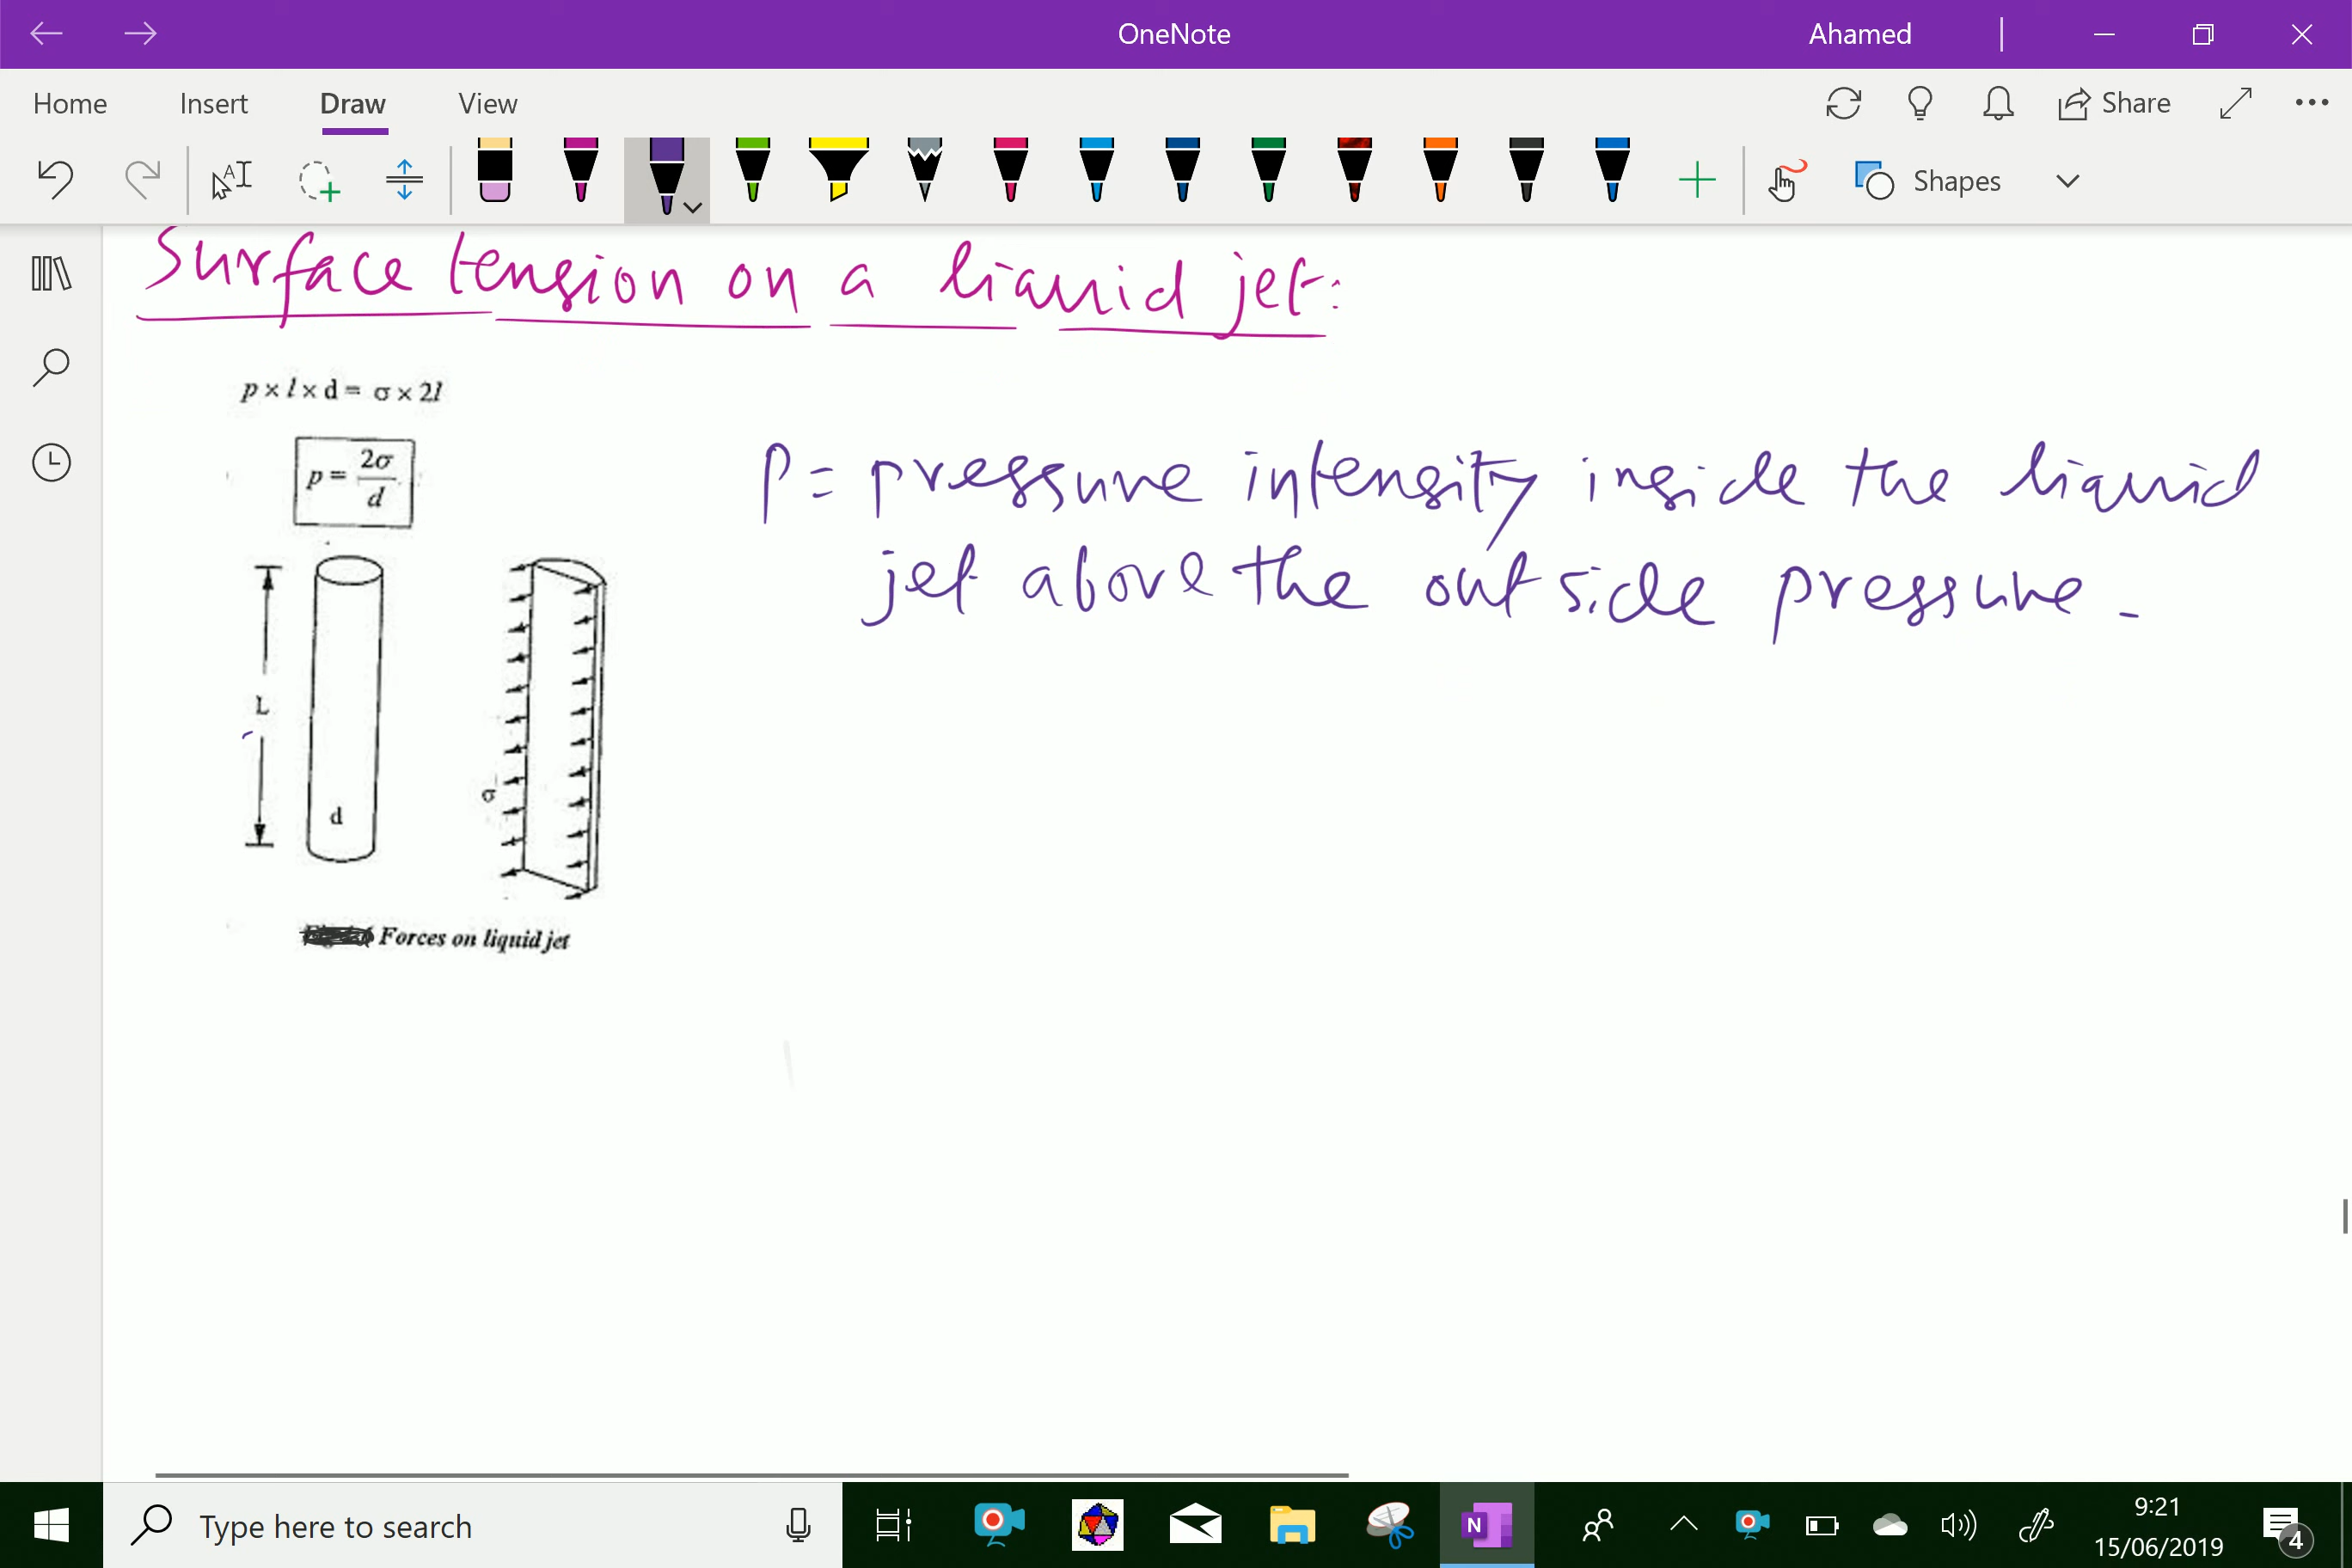 OneNote
Ahamed
Home Insert Draw View
Share
Shapes
Surface tension on a liquid jet:
p × l × d = σ × 2l
p = 2σ / d
P = pressure intensity inside the liquid
jet above the outside pressure.
L
d
σ
Forces on liquid jet
Type here to search
N
9:21
15/06/2019
4